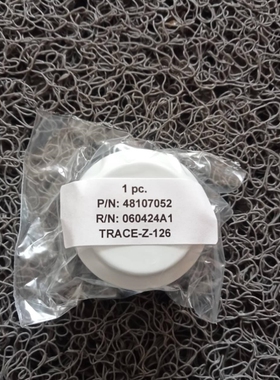 1 pc.
P/N: 48107052
R/N: 060424A1
TRACE-Z-126